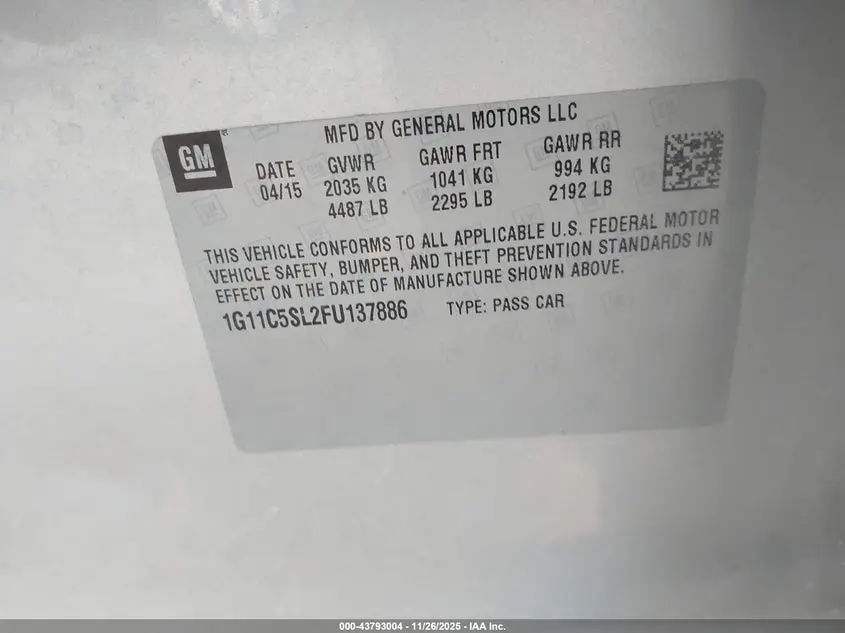 GM
MFD BY GENERAL MOTORS LLC
DATE GVWR GAWR FRT GAWR RR
04/15 2035 KG 1041 KG 994 KG
4487 LB 2295 LB 2192 LB
THIS VEHICLE CONFORMS TO ALL APPLICABLE U.S. FEDERAL MOTOR
VEHICLE SAFETY, BUMPER, AND THEFT PREVENTION STANDARDS IN
EFFECT ON THE DATE OF MANUFACTURE SHOWN ABOVE.
1G11C5SL2FU137886 TYPE: PASS CAR
000-43793004 - 11/26/2025 - IAA Inc.